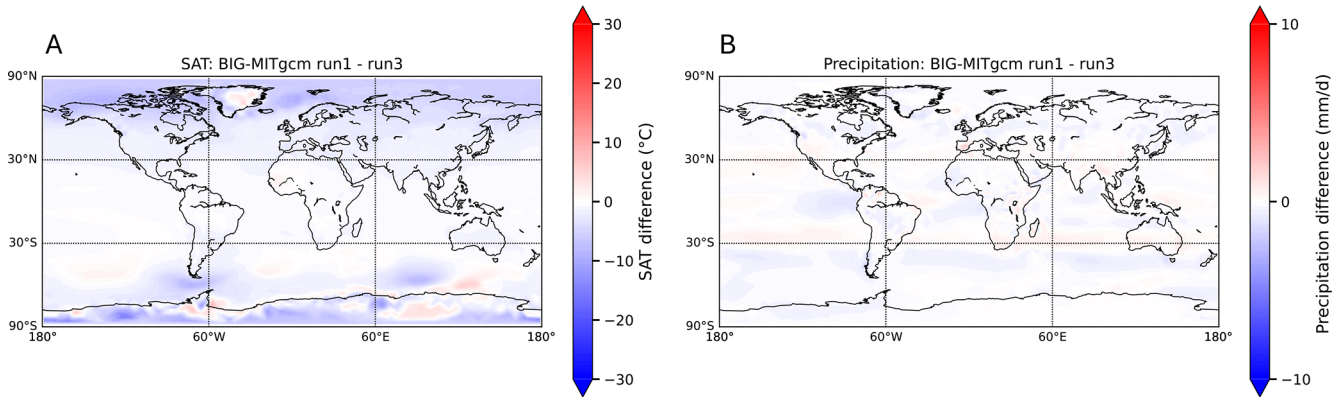 A
SAT: BIG-MITgcm run1 - run3
90°N
30°N
30°S
90°S
180°
60°W
60°E
180°
30
20
10
0
−10
−20
−30
SAT difference (°C)
B
Precipitation: BIG-MITgcm run1 - run3
90°N
30°N
30°S
90°S
180°
60°W
60°E
180°
10
0
−10
Precipitation difference (mm/d)